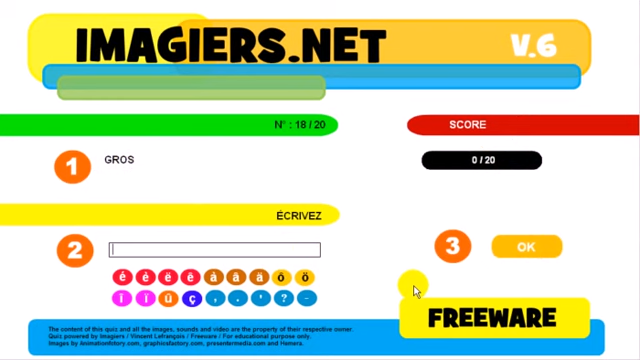 IMAGIERS.NET
V.6
N° : 18 / 20
SCORE
1
GROS
0 / 20
ÉCRIVEZ
2
3
OK
ç
?
FREEWARE
The content of this quiz and all the images, sounds and video are the property of their respective owner.
Quiz powered by Imagiers / Vincent Lefrançois / Freeware / For educational purpose only.
Images by Animationfactory.com, graphicsfactory.com, presentermedia.com and Hemera.